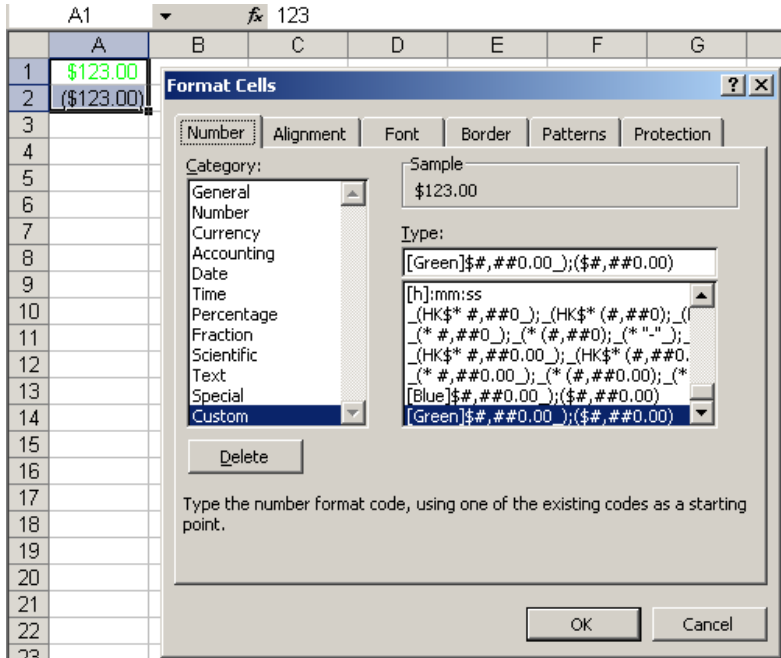 A1 fx 123
A B C D E F G
1 $123.00
2 ($123.00)
3
4
5
6
7
8
9
10
11
12
13
14
15
16
17
18
19
20
21
22
23
Format Cells ? X
Number Alignment Font Border Patterns Protection
Category:
General
Number
Currency
Accounting
Date
Time
Percentage
Fraction
Scientific
Text
Special
Custom
Sample
$123.00
Type:
[Green]$#,##0.00_);($#,##0.00)
[h]:mm:ss
_(HK$* #,##0_);_(HK$* (#,##0);_(
_(* #,##0_);_(* (#,##0);_(* "-"_);_
_(HK$* #,##0.00_);_(HK$* (#,##0.
_(* #,##0.00_);_(* (#,##0.00);_(*
[Blue]$#,##0.00_);($#,##0.00)
[Green]$#,##0.00_);($#,##0.00)
Delete
Type the number format code, using one of the existing codes as a starting
point.
OK Cancel